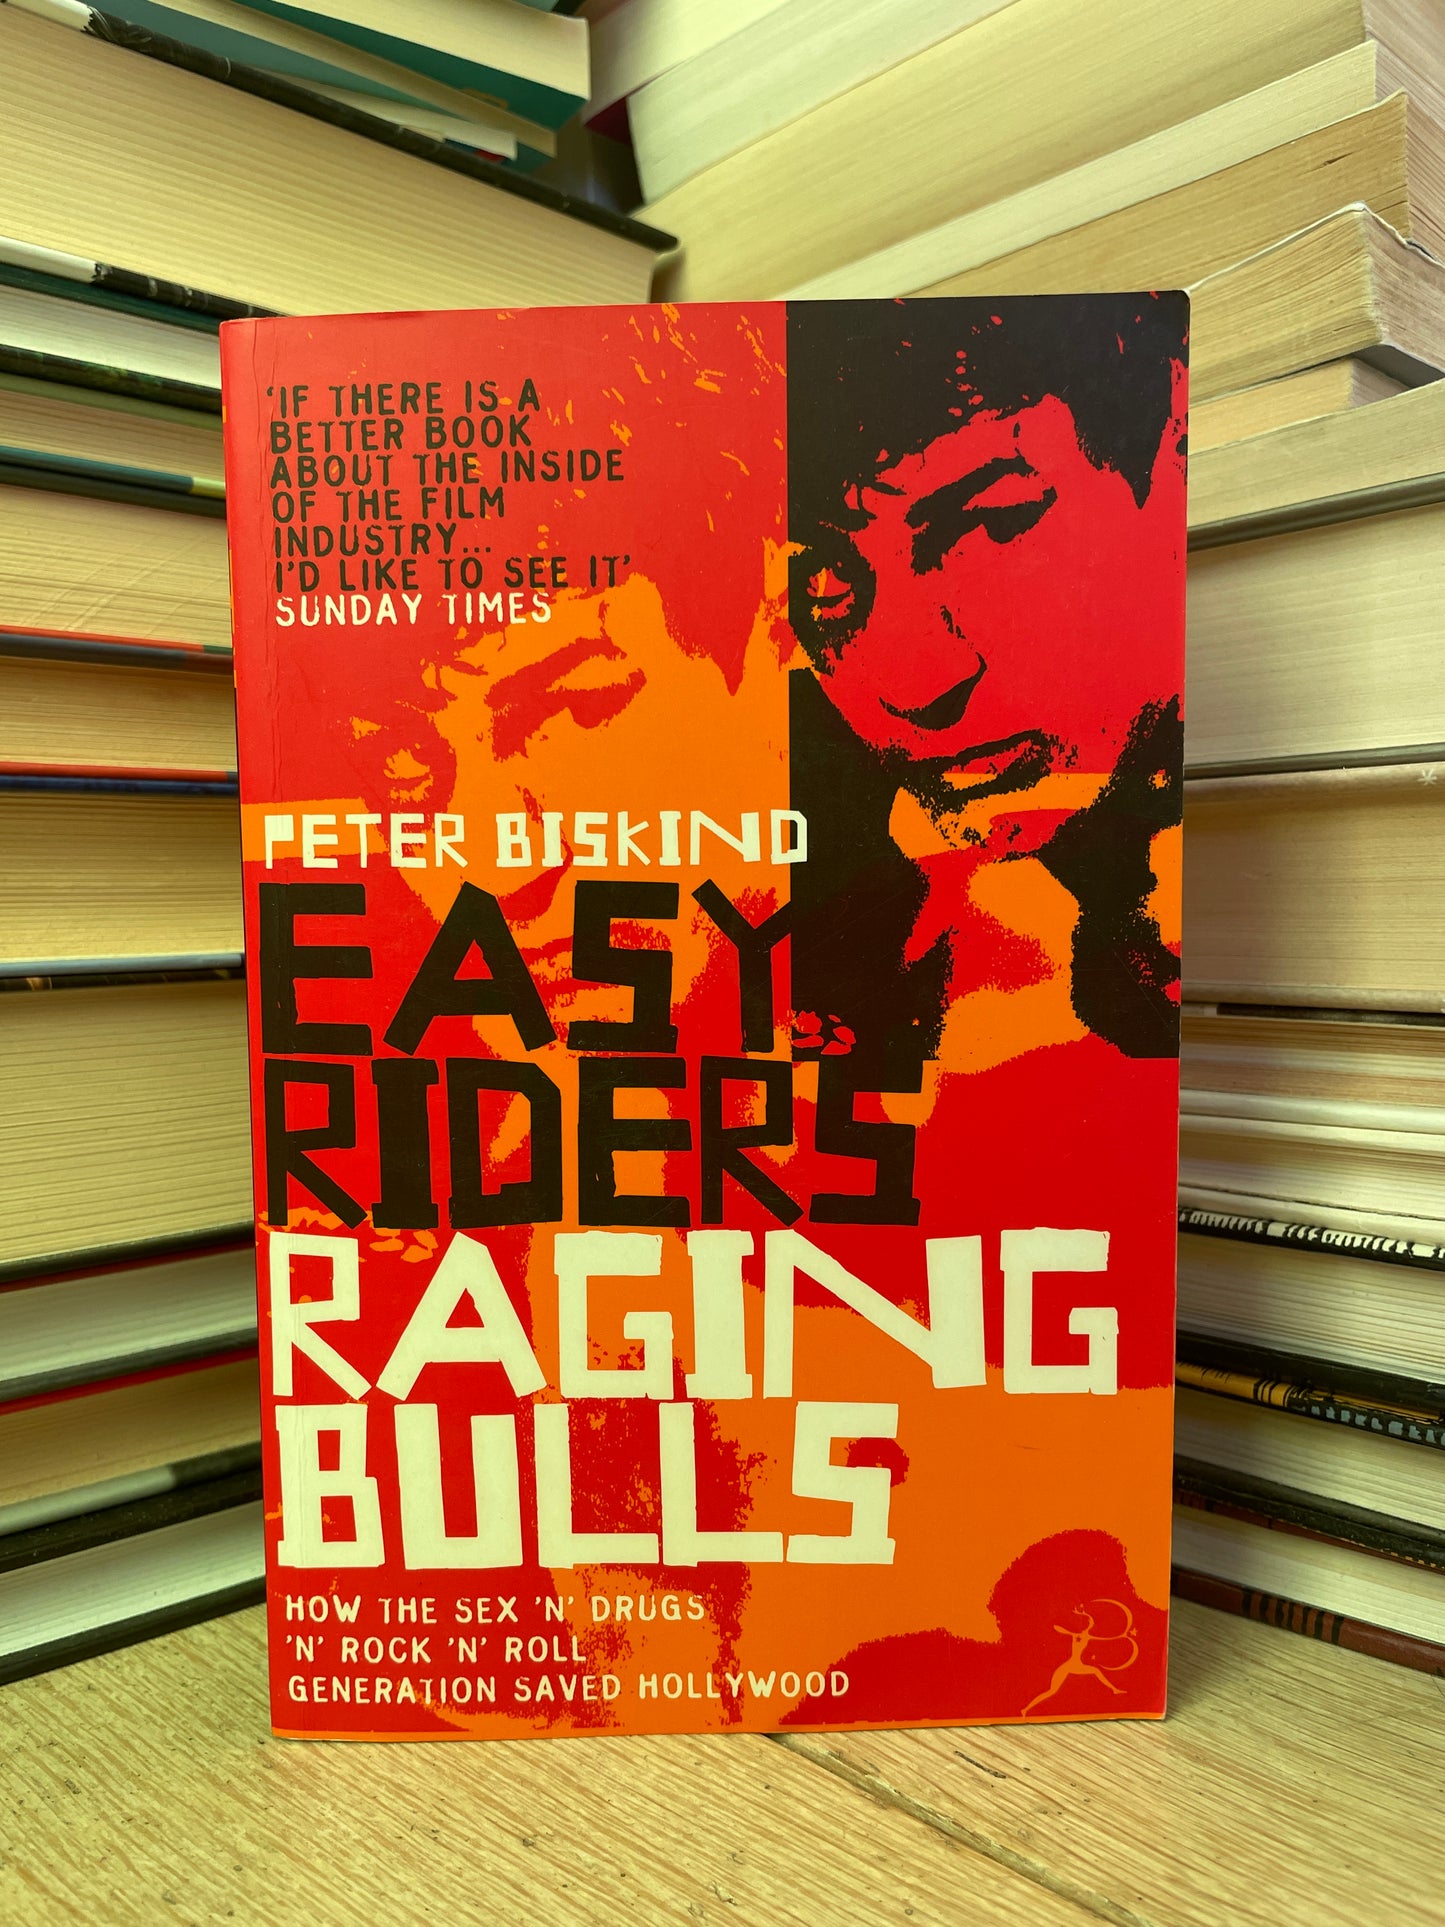 'IF THERE IS A
BETTER BOOK
ABOUT THE INSIDE
OF THE FILM
INDUSTRY...
I'D LIKE TO SEE IT'
SUNDAY TIMES
PETER BISKIND
EASY
RIDERS
RAGING
BULLS
HOW THE SEX 'N' DRUGS
'N' ROCK 'N' ROLL
GENERATION SAVED HOLLYWOOD